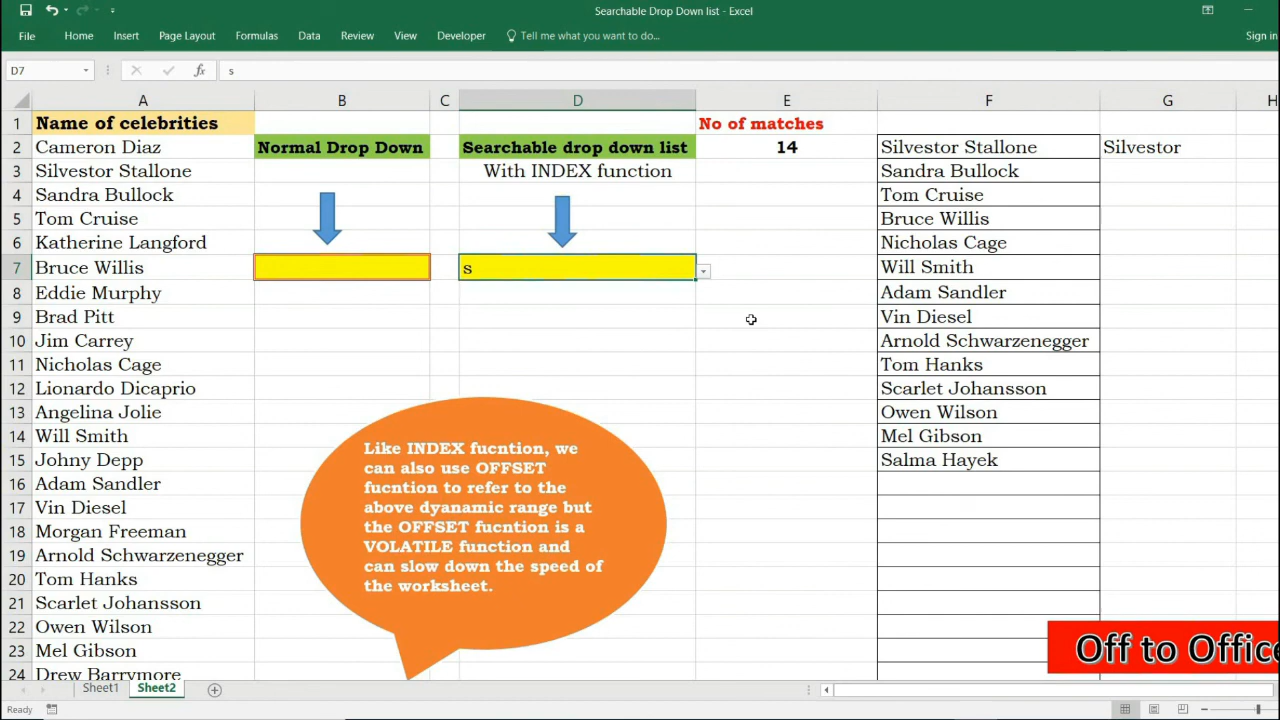 Searchable Drop Down list - Excel
File Home Insert Page Layout Formulas Data Review View Developer Tell me what you want to do... Sign in
D7 fx s
A B C D E F G H
1 Name of celebrities No of matches
2 Cameron Diaz Normal Drop Down Searchable drop down list 14 Silvestor Stallone Silvestor
3 Silvestor Stallone With INDEX function Sandra Bullock
4 Sandra Bullock Tom Cruise
5 Tom Cruise Bruce Willis
6 Katherine Langford Nicholas Cage
7 Bruce Willis s Will Smith
8 Eddie Murphy Adam Sandler
9 Brad Pitt Vin Diesel
10 Jim Carrey Arnold Schwarzenegger
11 Nicholas Cage Tom Hanks
12 Lionardo Dicaprio Scarlet Johansson
13 Angelina Jolie Owen Wilson
14 Will Smith Mel Gibson
15 Johny Depp Salma Hayek
16 Adam Sandler
17 Vin Diesel
18 Morgan Freeman
19 Arnold Schwarzenegger
20 Tom Hanks
21 Scarlet Johansson
22 Owen Wilson
23 Mel Gibson
24 Drew Barrymore
Like INDEX fucntion, we
can also use OFFSET
fucntion to refer to the
above dyanamic range but
the OFFSET fucntion is a
VOLATILE function and
can slow down the speed of
the worksheet.
Off to Office
Sheet1 Sheet2
Ready